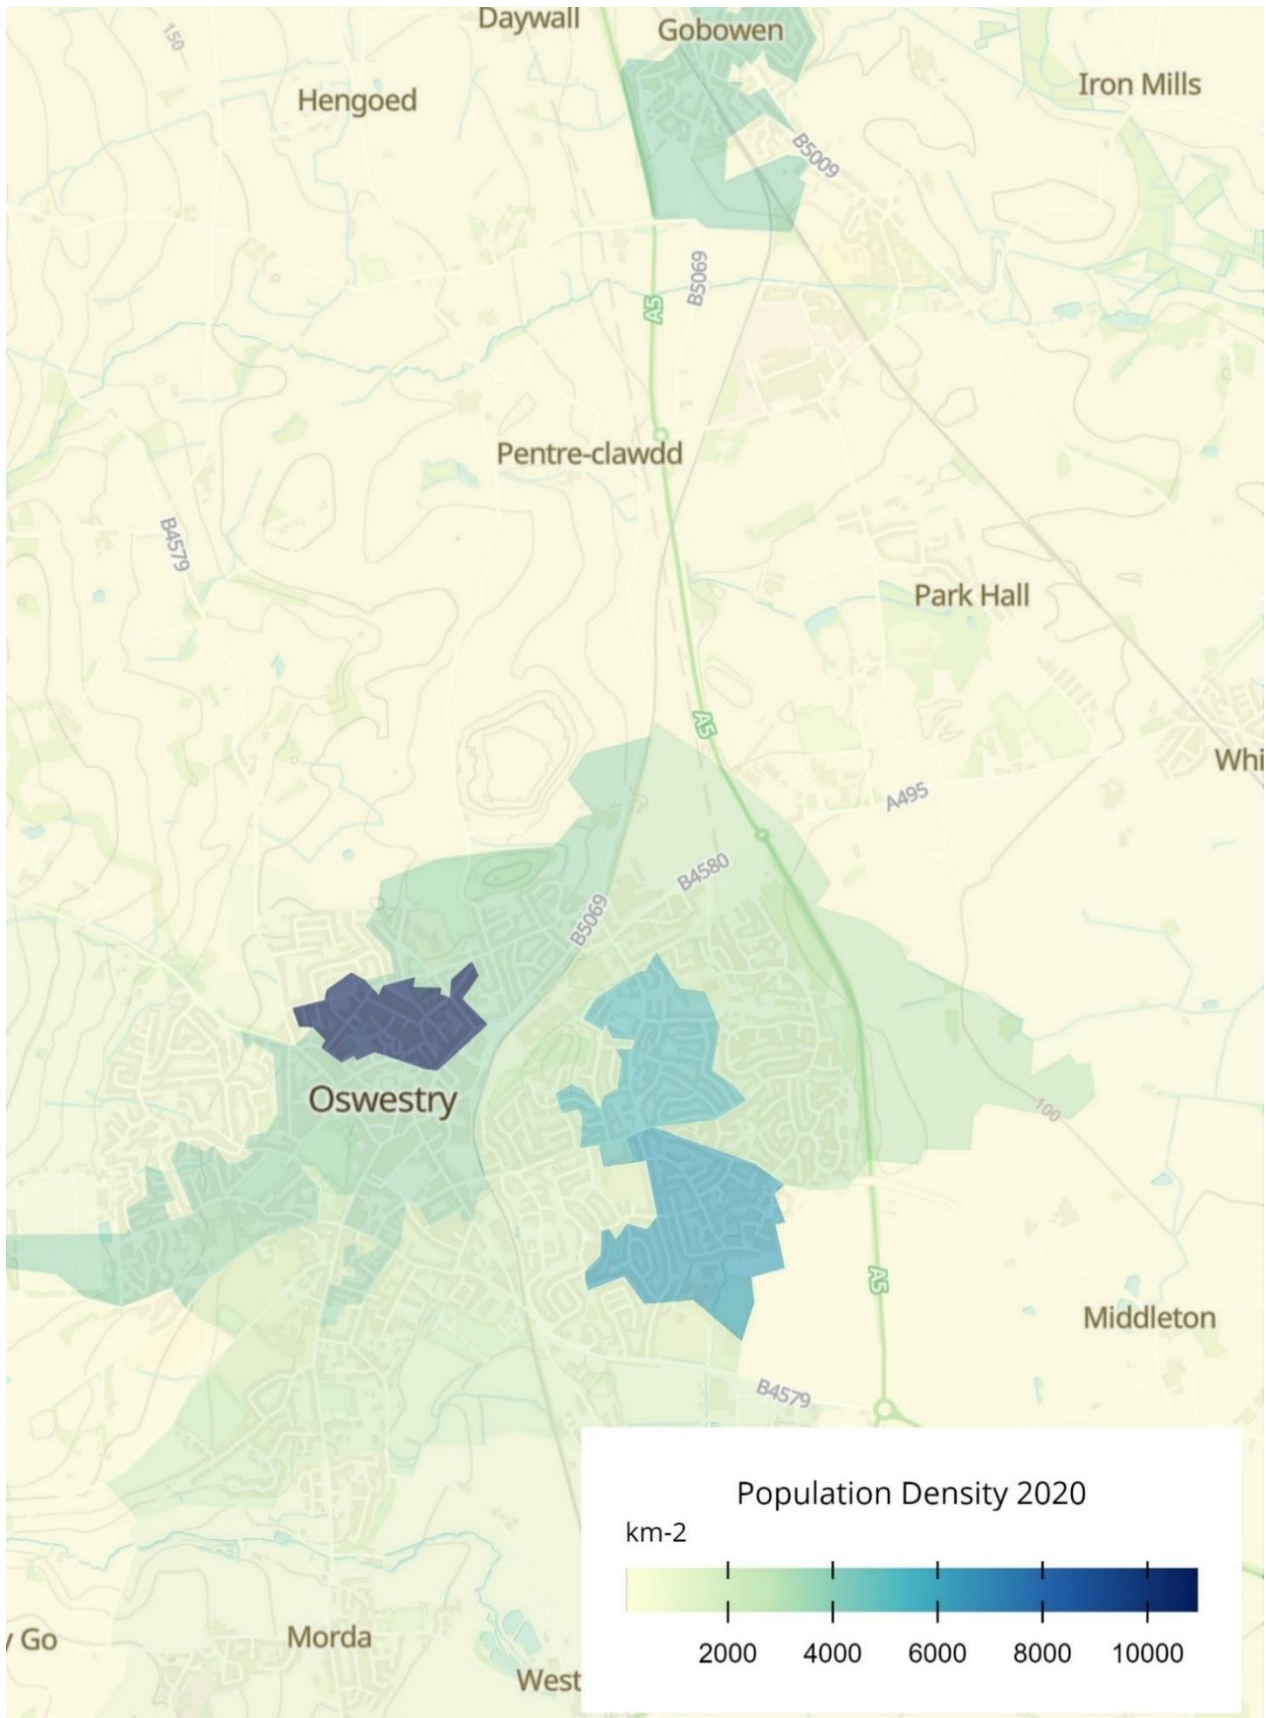 Daywall
Gobowen
150
Hengoed
Iron Mills
B5009
B5069
A5
Pentre-clawdd
B4579
Park Hall
A5
Whi
A495
B4580
B5069
Oswestry
100
A5
Middleton
B4579
Population Density 2020
km-2
2000 4000 6000 8000 10000
y Go
Morda
West